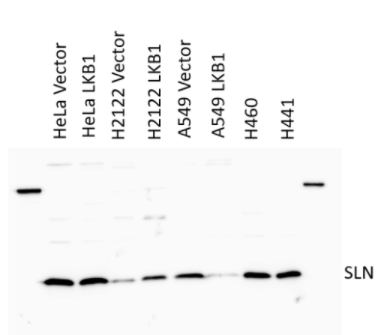 HeLa Vector
HeLa LKB1
H2122 Vector
H2122 LKB1
A549 Vector
A549 LKB1
H460
H441
SLN